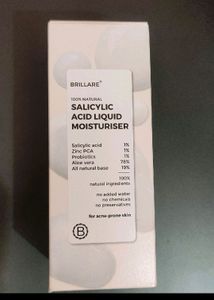 BRILLARE
100% NATURAL
SALICYLIC
ACID LIQUID
MOISTURISER
Salicylic acid 1%
Zinc PCA 1%
Probiotics 1%
Aloe vera 78%
All natural base 19%
100%
natural ingredients
no added water
no chemicals
no preservatives
for acne-prone skin
B